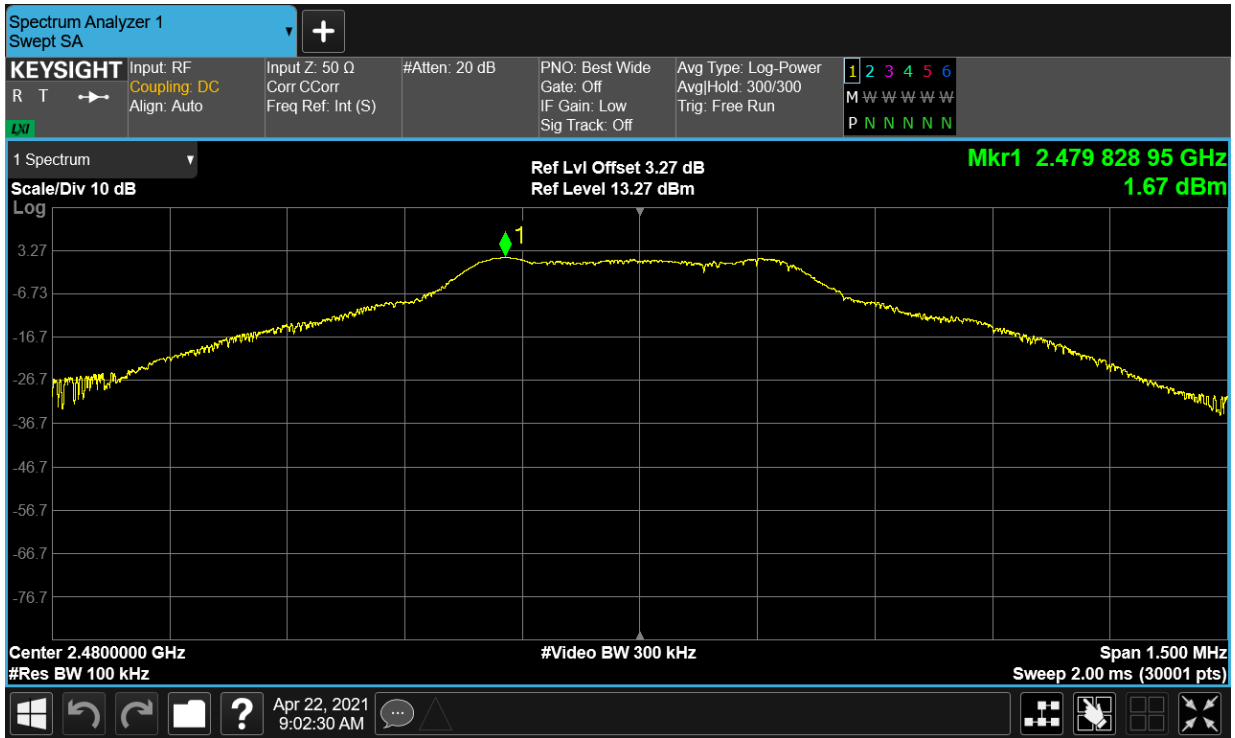 Spectrum Analyzer 1
Swept SA
KEYSIGHT
R T
LXI
Input: RF
Coupling: DC
Align: Auto
Input Z: 50 Ω
Corr CCorr
Freq Ref: Int (S)
#Atten: 20 dB
PNO: Best Wide
Gate: Off
IF Gain: Low
Sig Track: Off
Avg Type: Log-Power
Avg|Hold: 300/300
Trig: Free Run
1 2 3 4 5 6
M W W W W W
P N N N N N
1 Spectrum
Scale/Div 10 dB
Log
Ref Lvl Offset 3.27 dB
Ref Level 13.27 dBm
Mkr1 2.479 828 95 GHz
1.67 dBm
1
3.27
-6.73
-16.7
-26.7
-36.7
-46.7
-56.7
-66.7
-76.7
Center 2.4800000 GHz
#Res BW 100 kHz
#Video BW 300 kHz
Span 1.500 MHz
Sweep 2.00 ms (30001 pts)
?
Apr 22, 2021
9:02:30 AM